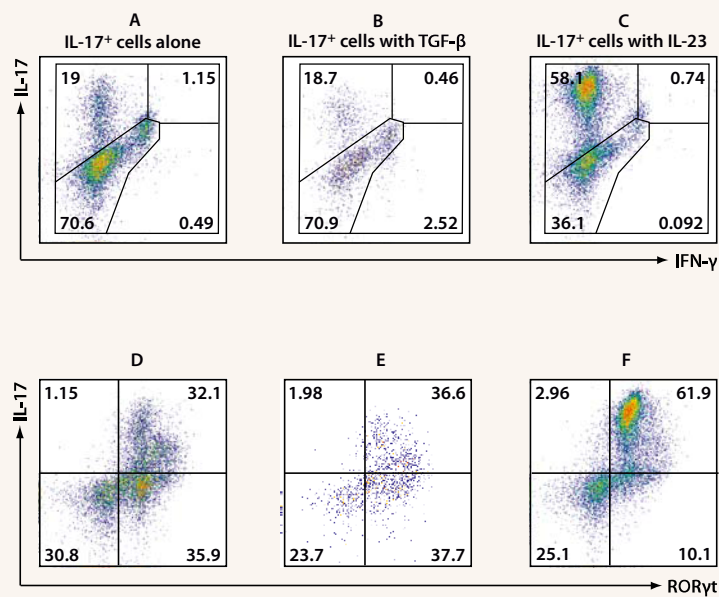 A
IL-17⁺ cells alone
B
IL-17⁺ cells with TGF-β
C
IL-17⁺ cells with IL-23
IL-17
19
1.15
70.6
0.49
18.7
0.46
70.9
2.52
58.1
0.74
36.1
0.092
IFN-γ
D
E
F
IL-17
1.15
32.1
30.8
35.9
1.98
36.6
23.7
37.7
2.96
61.9
25.1
10.1
RORγt